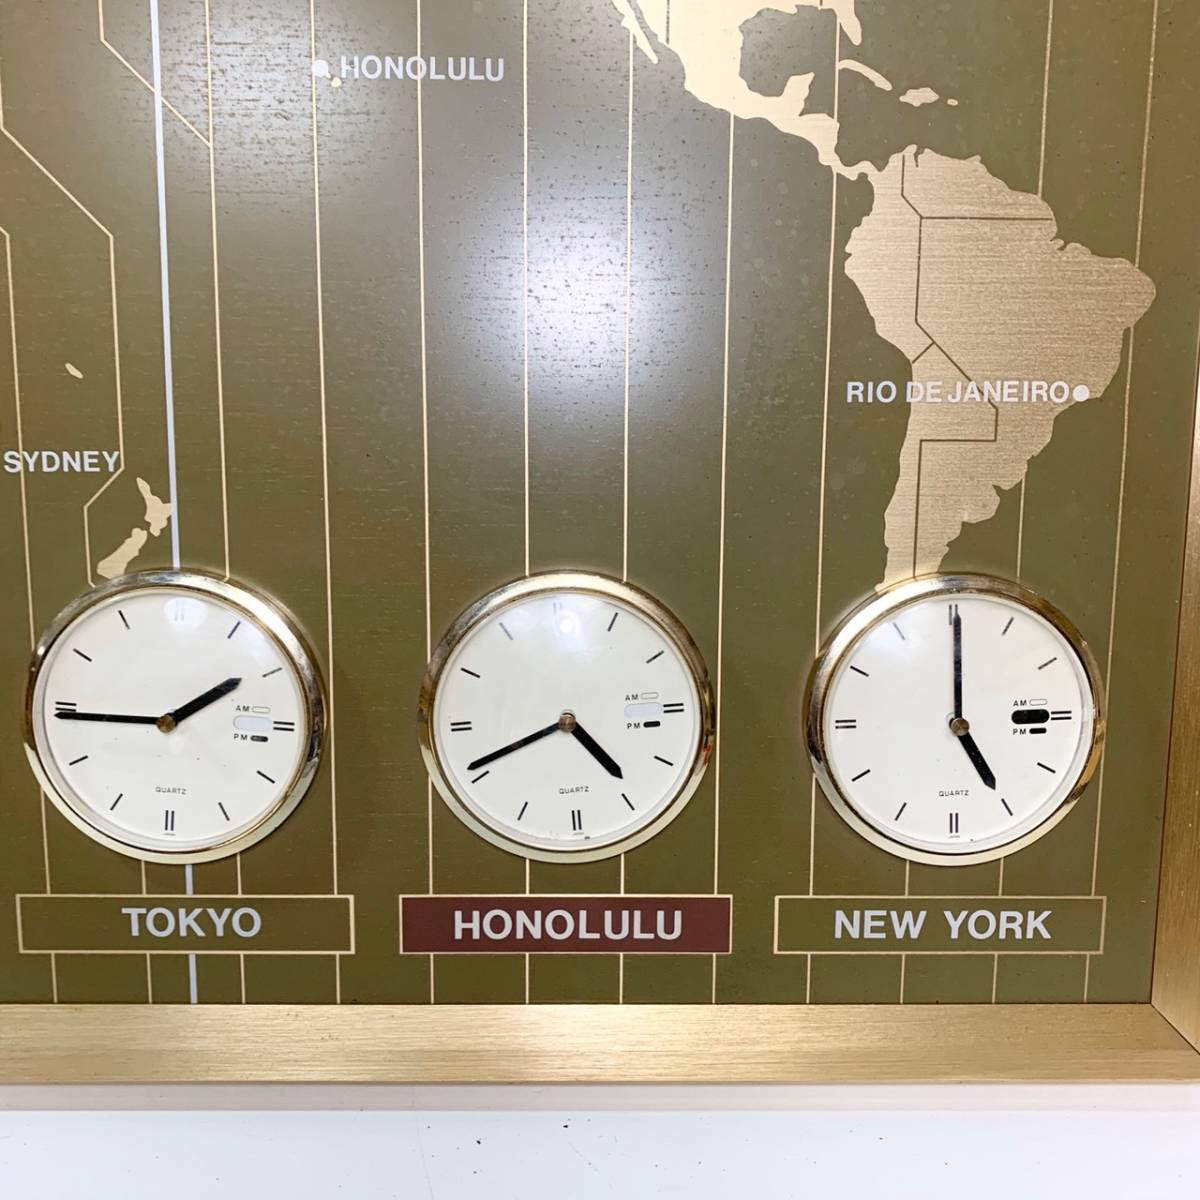 HONOLULU
RIO DE JANEIRO
SYDNEY
AM
PM
QUARTZ
AM
PM
QUARTZ
AM
PM
QUARTZ
TOKYO
HONOLULU
NEW YORK